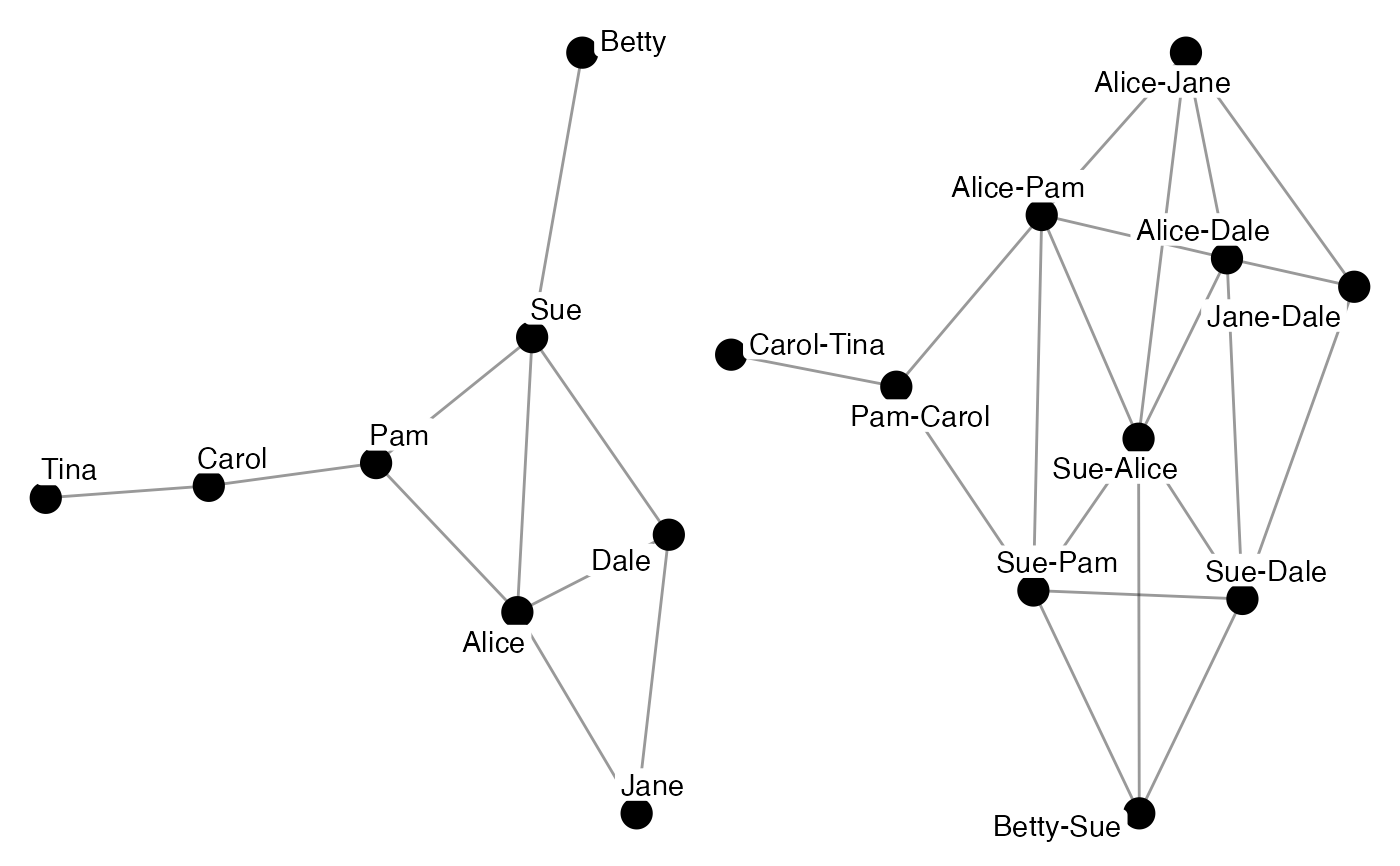 Betty
Sue
Pam
Carol
Tina
Dale
Alice
Jane
Alice-Jane
Alice-Pam
Alice-Dale
Jane-Dale
Carol-Tina
Pam-Carol
Sue-Alice
Sue-Pam
Sue-Dale
Betty-Sue